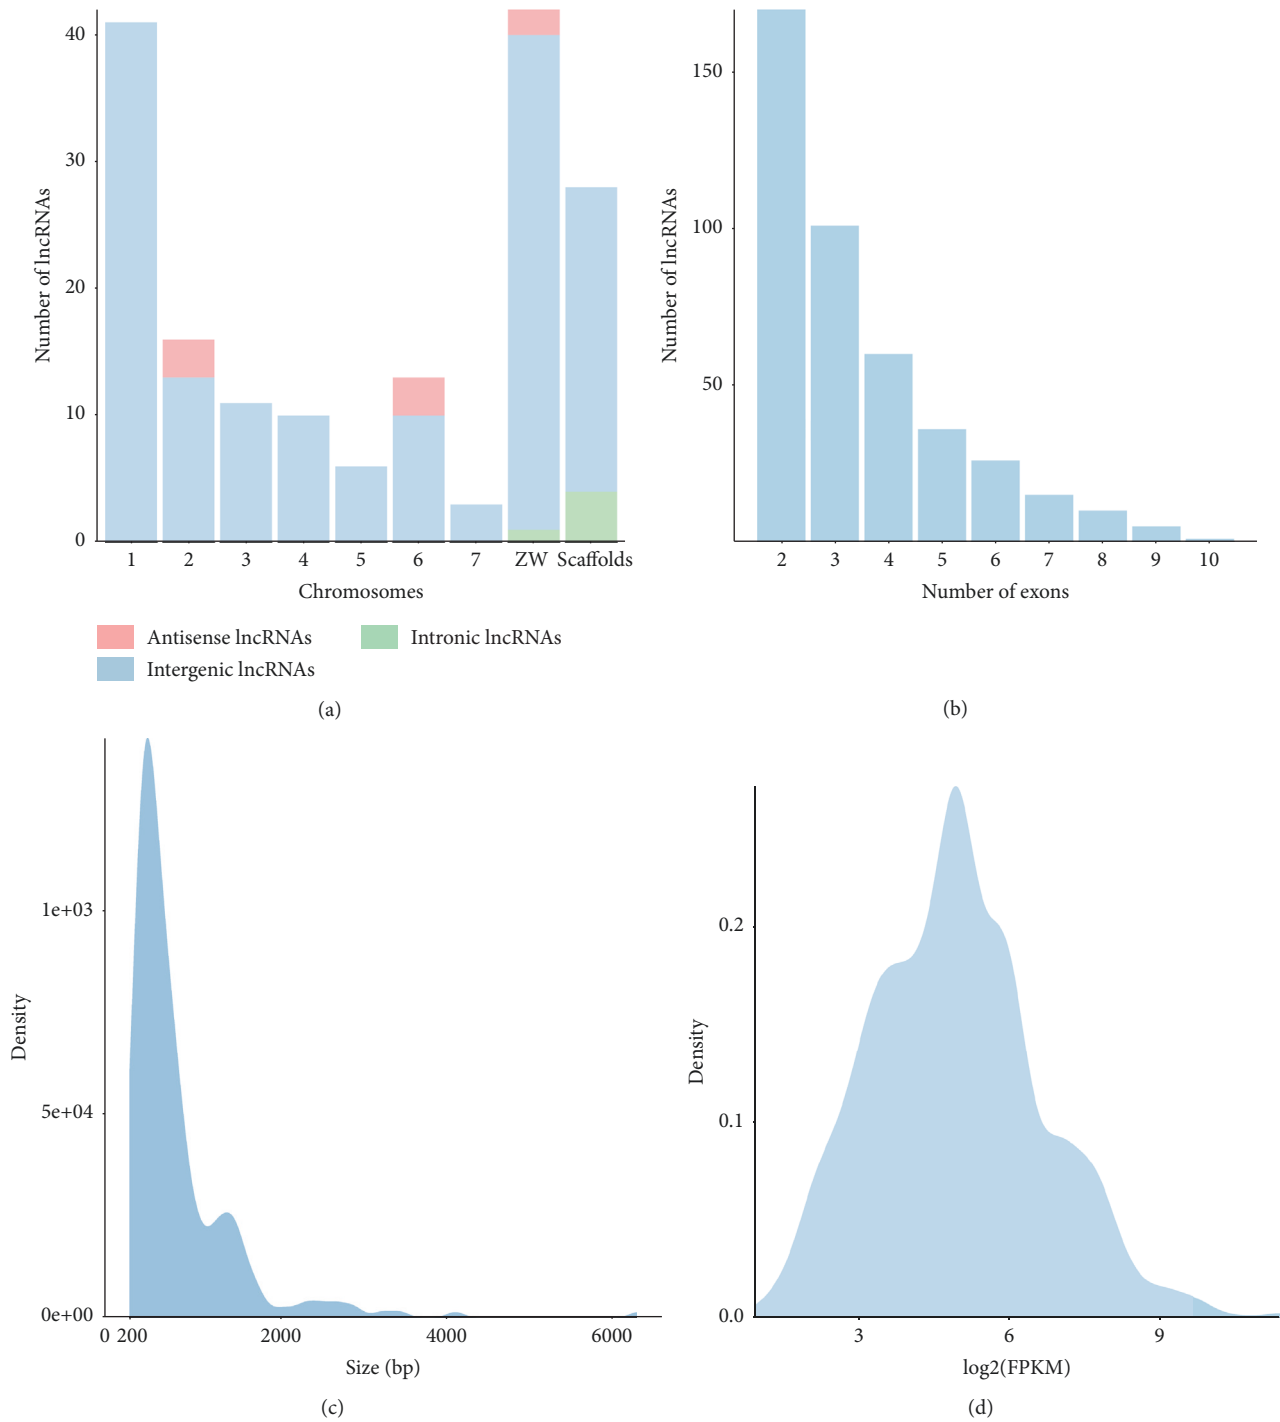 40
30
20
10
0
Number of lncRNAs
1 2 3 4 5 6 7 ZW Scaffolds
Chromosomes
Antisense lncRNAs
Intergenic lncRNAs
Intronic lncRNAs
(a)
150
100
50
Number of lncRNAs
2 3 4 5 6 7 8 9 10
Number of exons
(b)
1e+03
5e+04
0e+00
Density
0 200 2000 4000 6000
Size (bp)
(c)
0.2
0.1
0.0
Density
3 6 9
log2(FPKM)
(d)